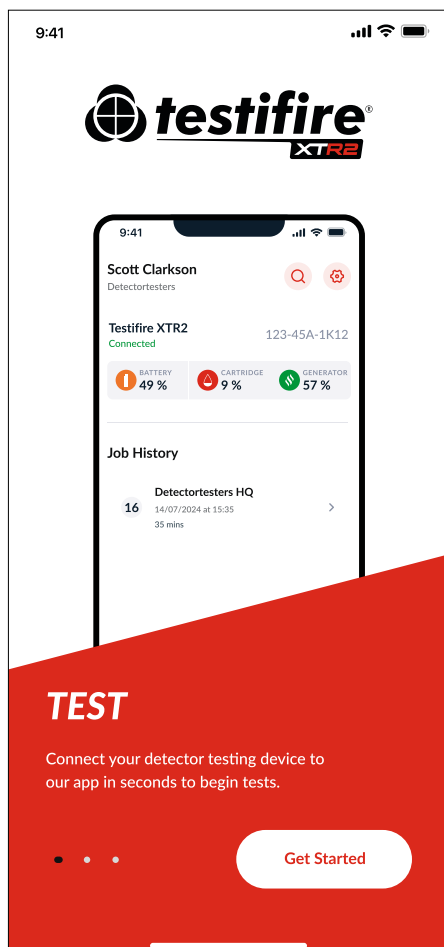 9:41
testifire®
XTR2
9:41
Scott Clarkson
Detectortesters
Testifire XTR2
Connected
123-45A-1K12
BATTERY
49 %
CARTRIDGE
9 %
GENERATOR
57 %
Job History
16
Detectortesters HQ
14/07/2024 at 15:35
35 mins
TEST
Connect your detector testing device to
our app in seconds to begin tests.
Get Started